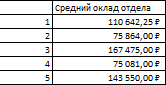 Средний оклад отдела
1 110 642,25 ₽
2 75 864,00 ₽
3 167 475,00 ₽
4 75 081,00 ₽
5 143 550,00 ₽